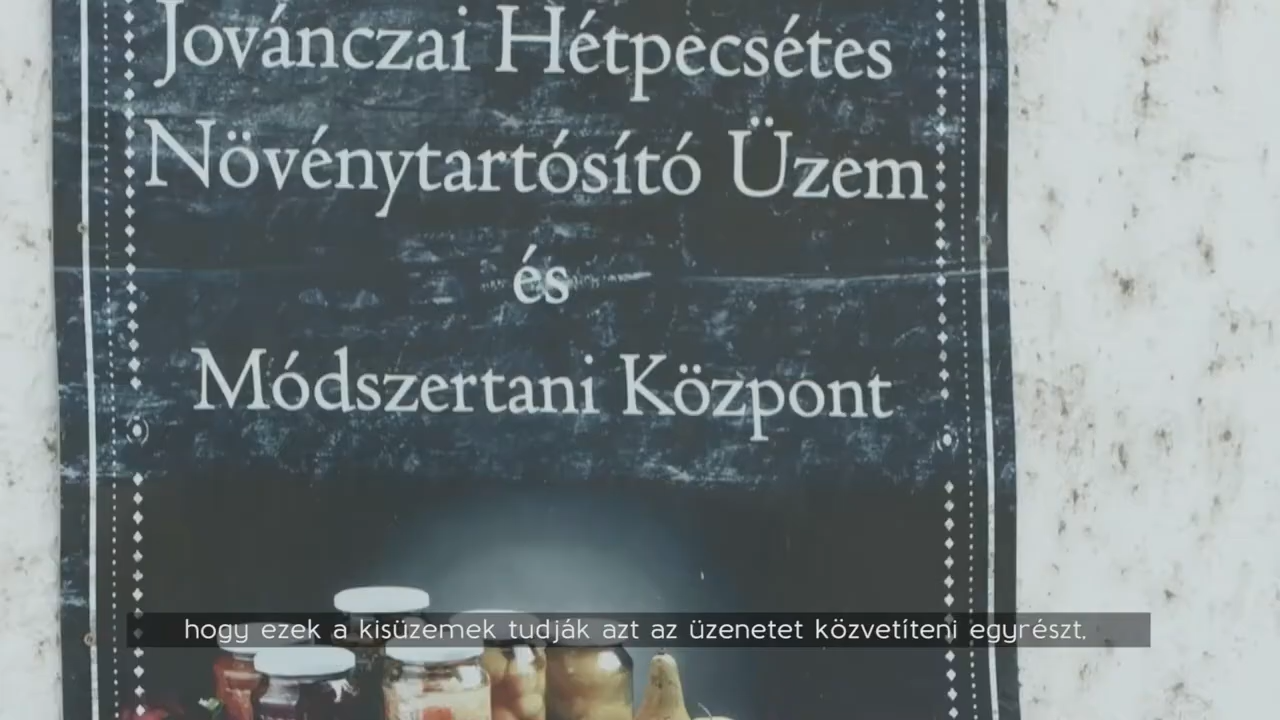 Jovánczai Hétpecsétes
Növénytartósító Üzem
és
Módszertani Központ
hogy ezek a kisüzemek tudják azt az üzenetet közvetíteni egyrészt,